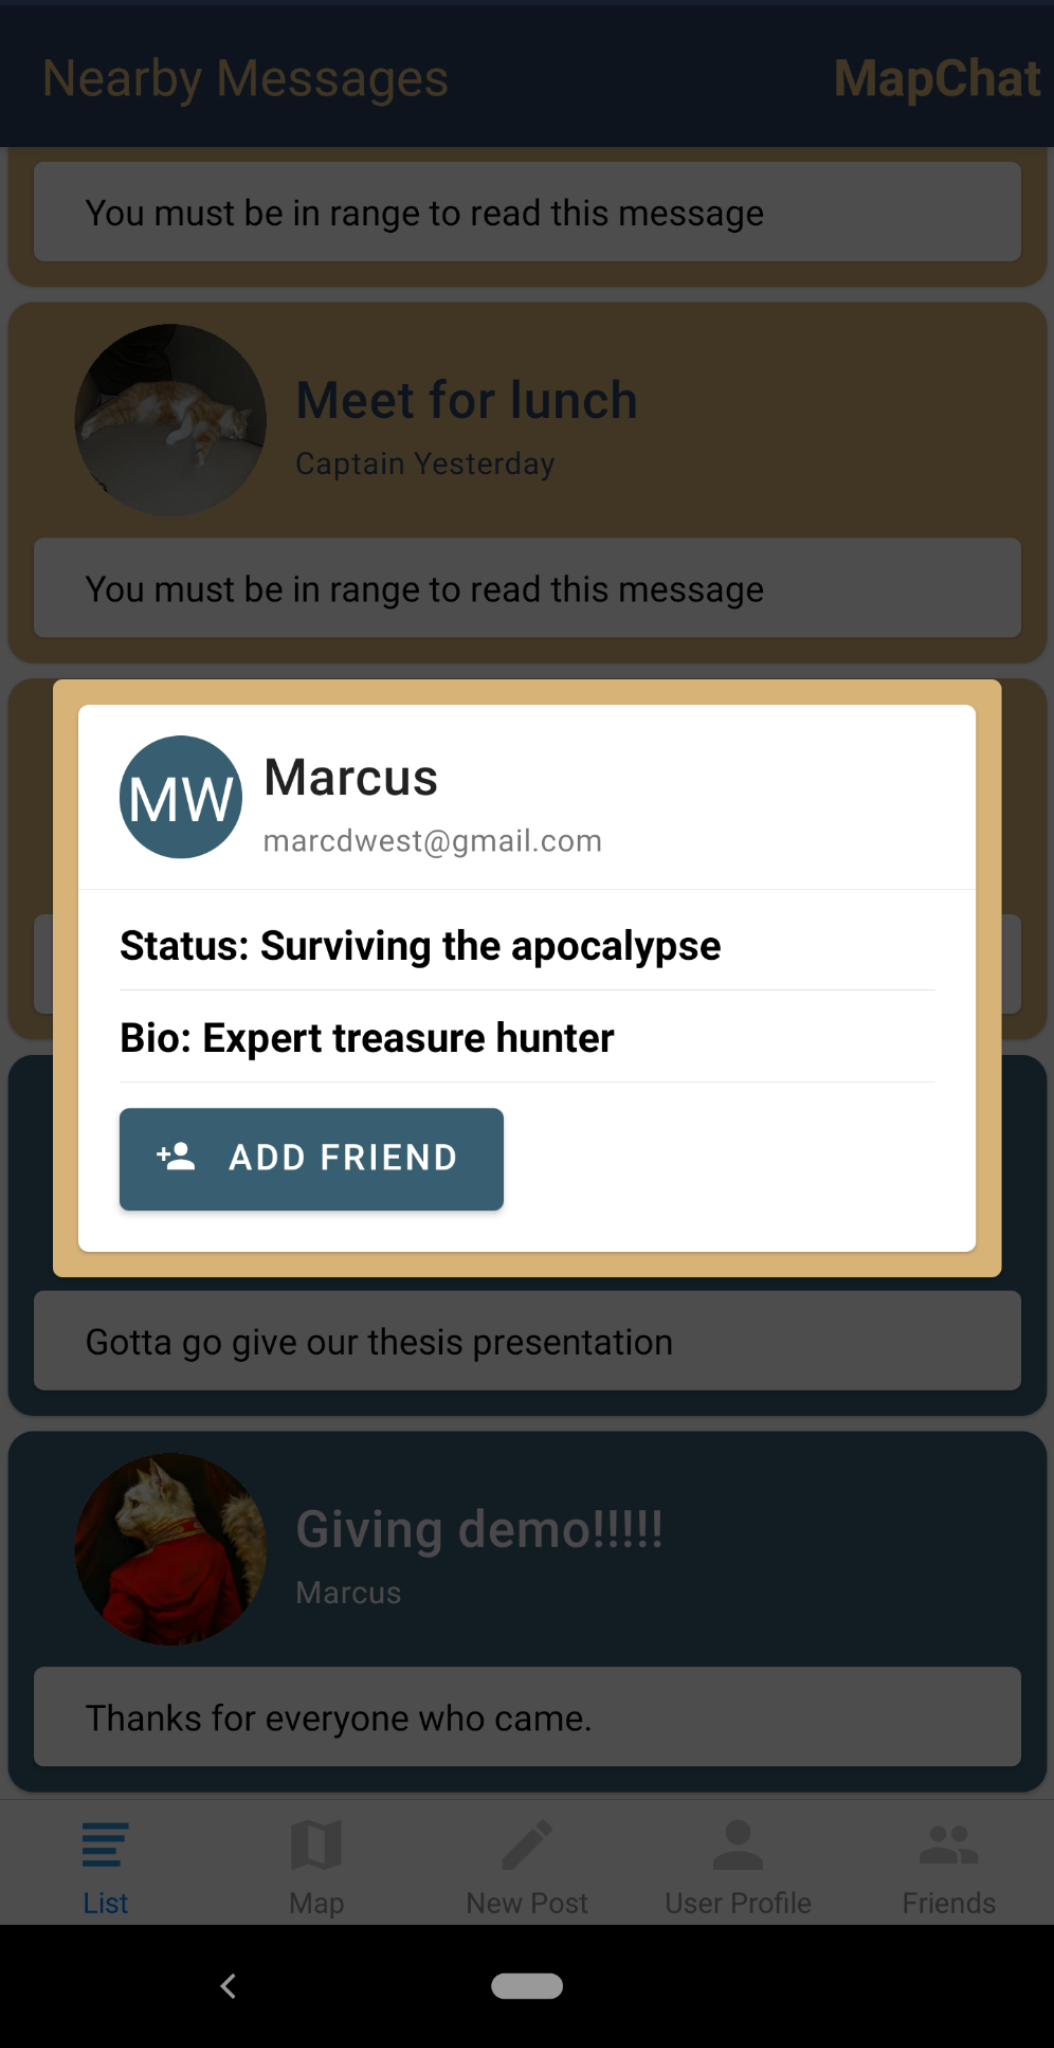 Nearby Messages MapChat
You must be in range to read this message
Meet for lunch
Captain Yesterday
You must be in range to read this message
MW
Marcus
marcdwest@gmail.com
Status: Surviving the apocalypse
Bio: Expert treasure hunter
ADD FRIEND
Gotta go give our thesis presentation
Giving demo!!!!!
Marcus
Thanks for everyone who came.
List Map New Post User Profile Friends